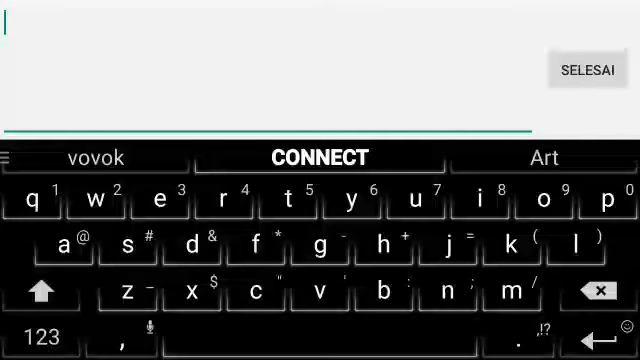 SELESAI
vovok CONNECT Art
q 1 w 2 e 3 r 4 t 5 y 6 u 7 i 8 o 9 p 0
a @ s # d & f * g - h + j = k ( l )
z _ x $ c " v ' b : n ; m /
123 , . ,!?